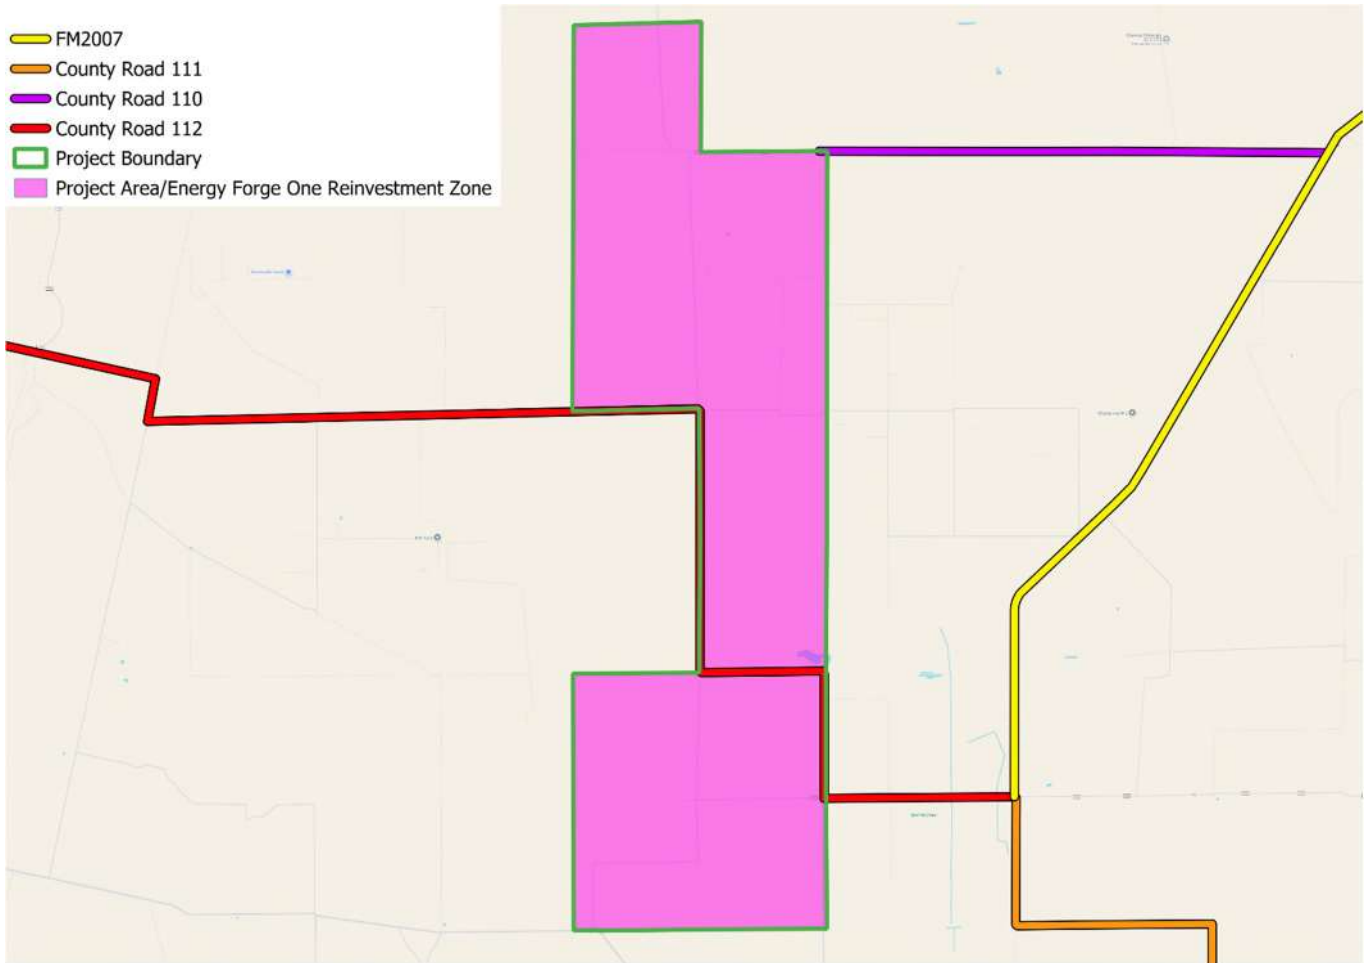 FM2007
County Road 111
County Road 110
County Road 112
Project Boundary
Project Area/Energy Forge One Reinvestment Zone